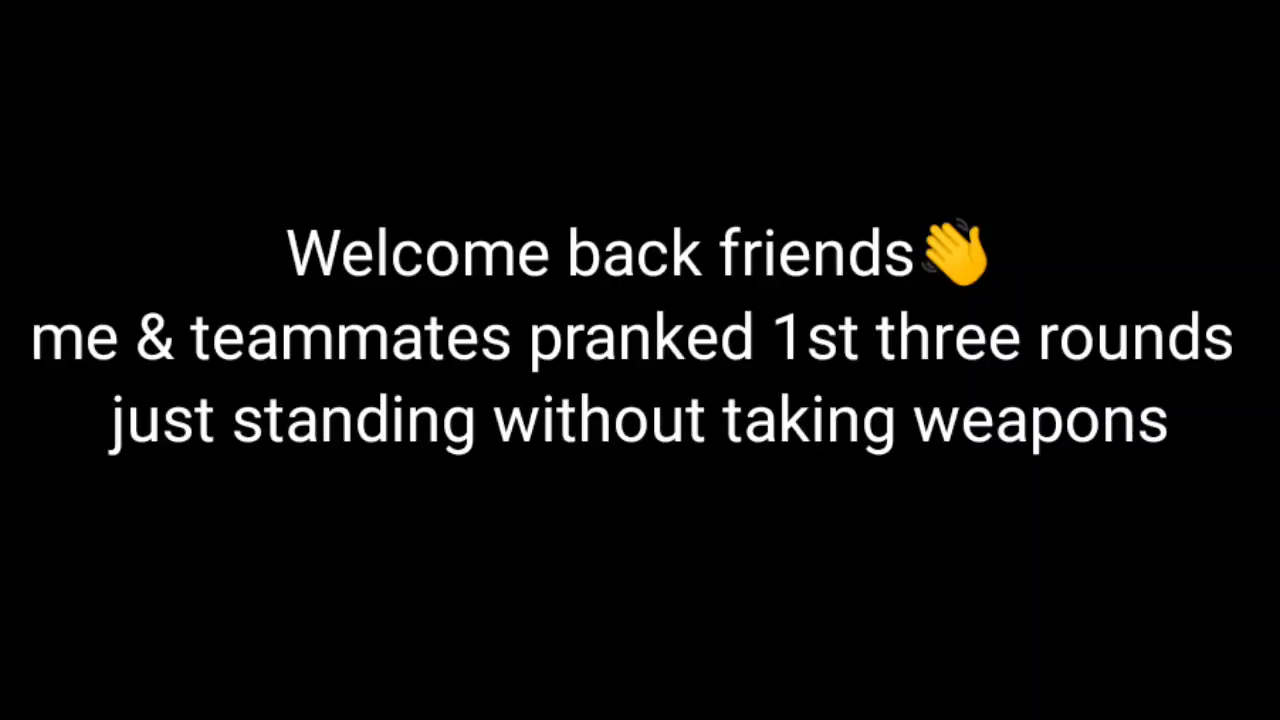 Welcome back friends👋
me & teammates pranked 1st three rounds
just standing without taking weapons